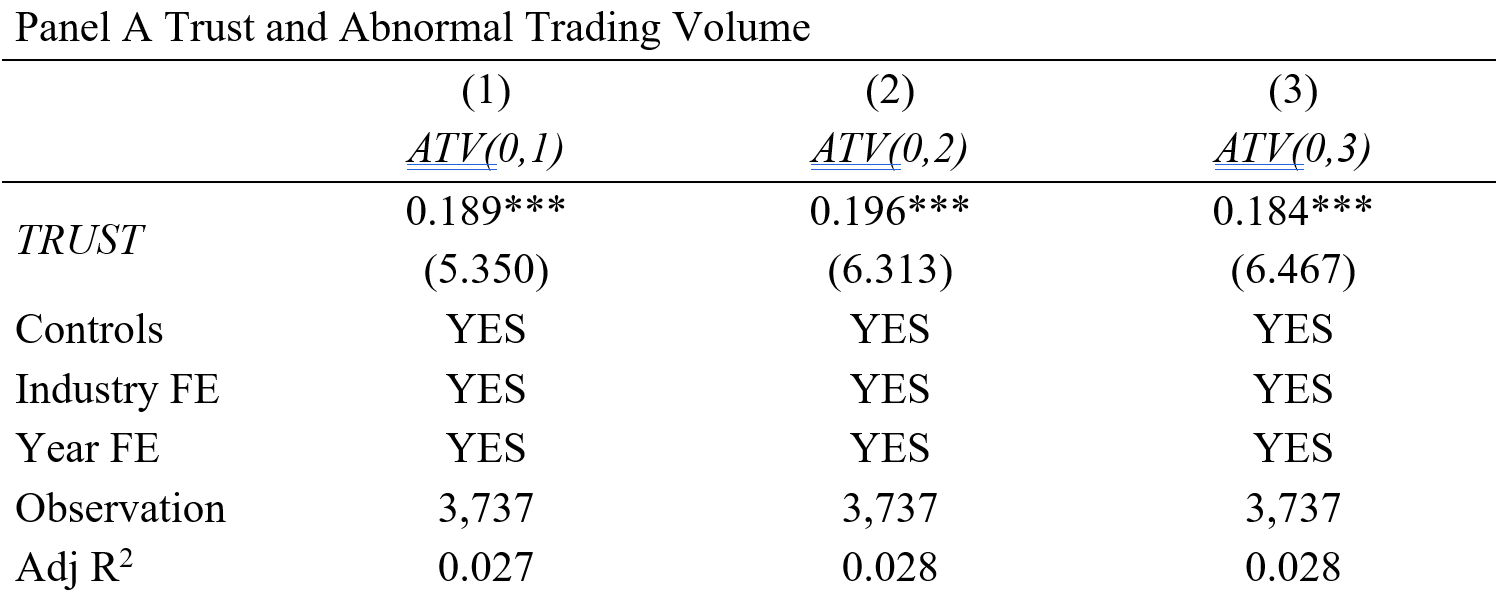 Panel A Trust and Abnormal Trading Volume
(1) (2) (3)
ATV(0,1) ATV(0,2) ATV(0,3)
TRUST 0.189*** 0.196*** 0.184***
(5.350) (6.313) (6.467)
Controls YES YES YES
Industry FE YES YES YES
Year FE YES YES YES
Observation 3,737 3,737 3,737
Adj R² 0.027 0.028 0.028